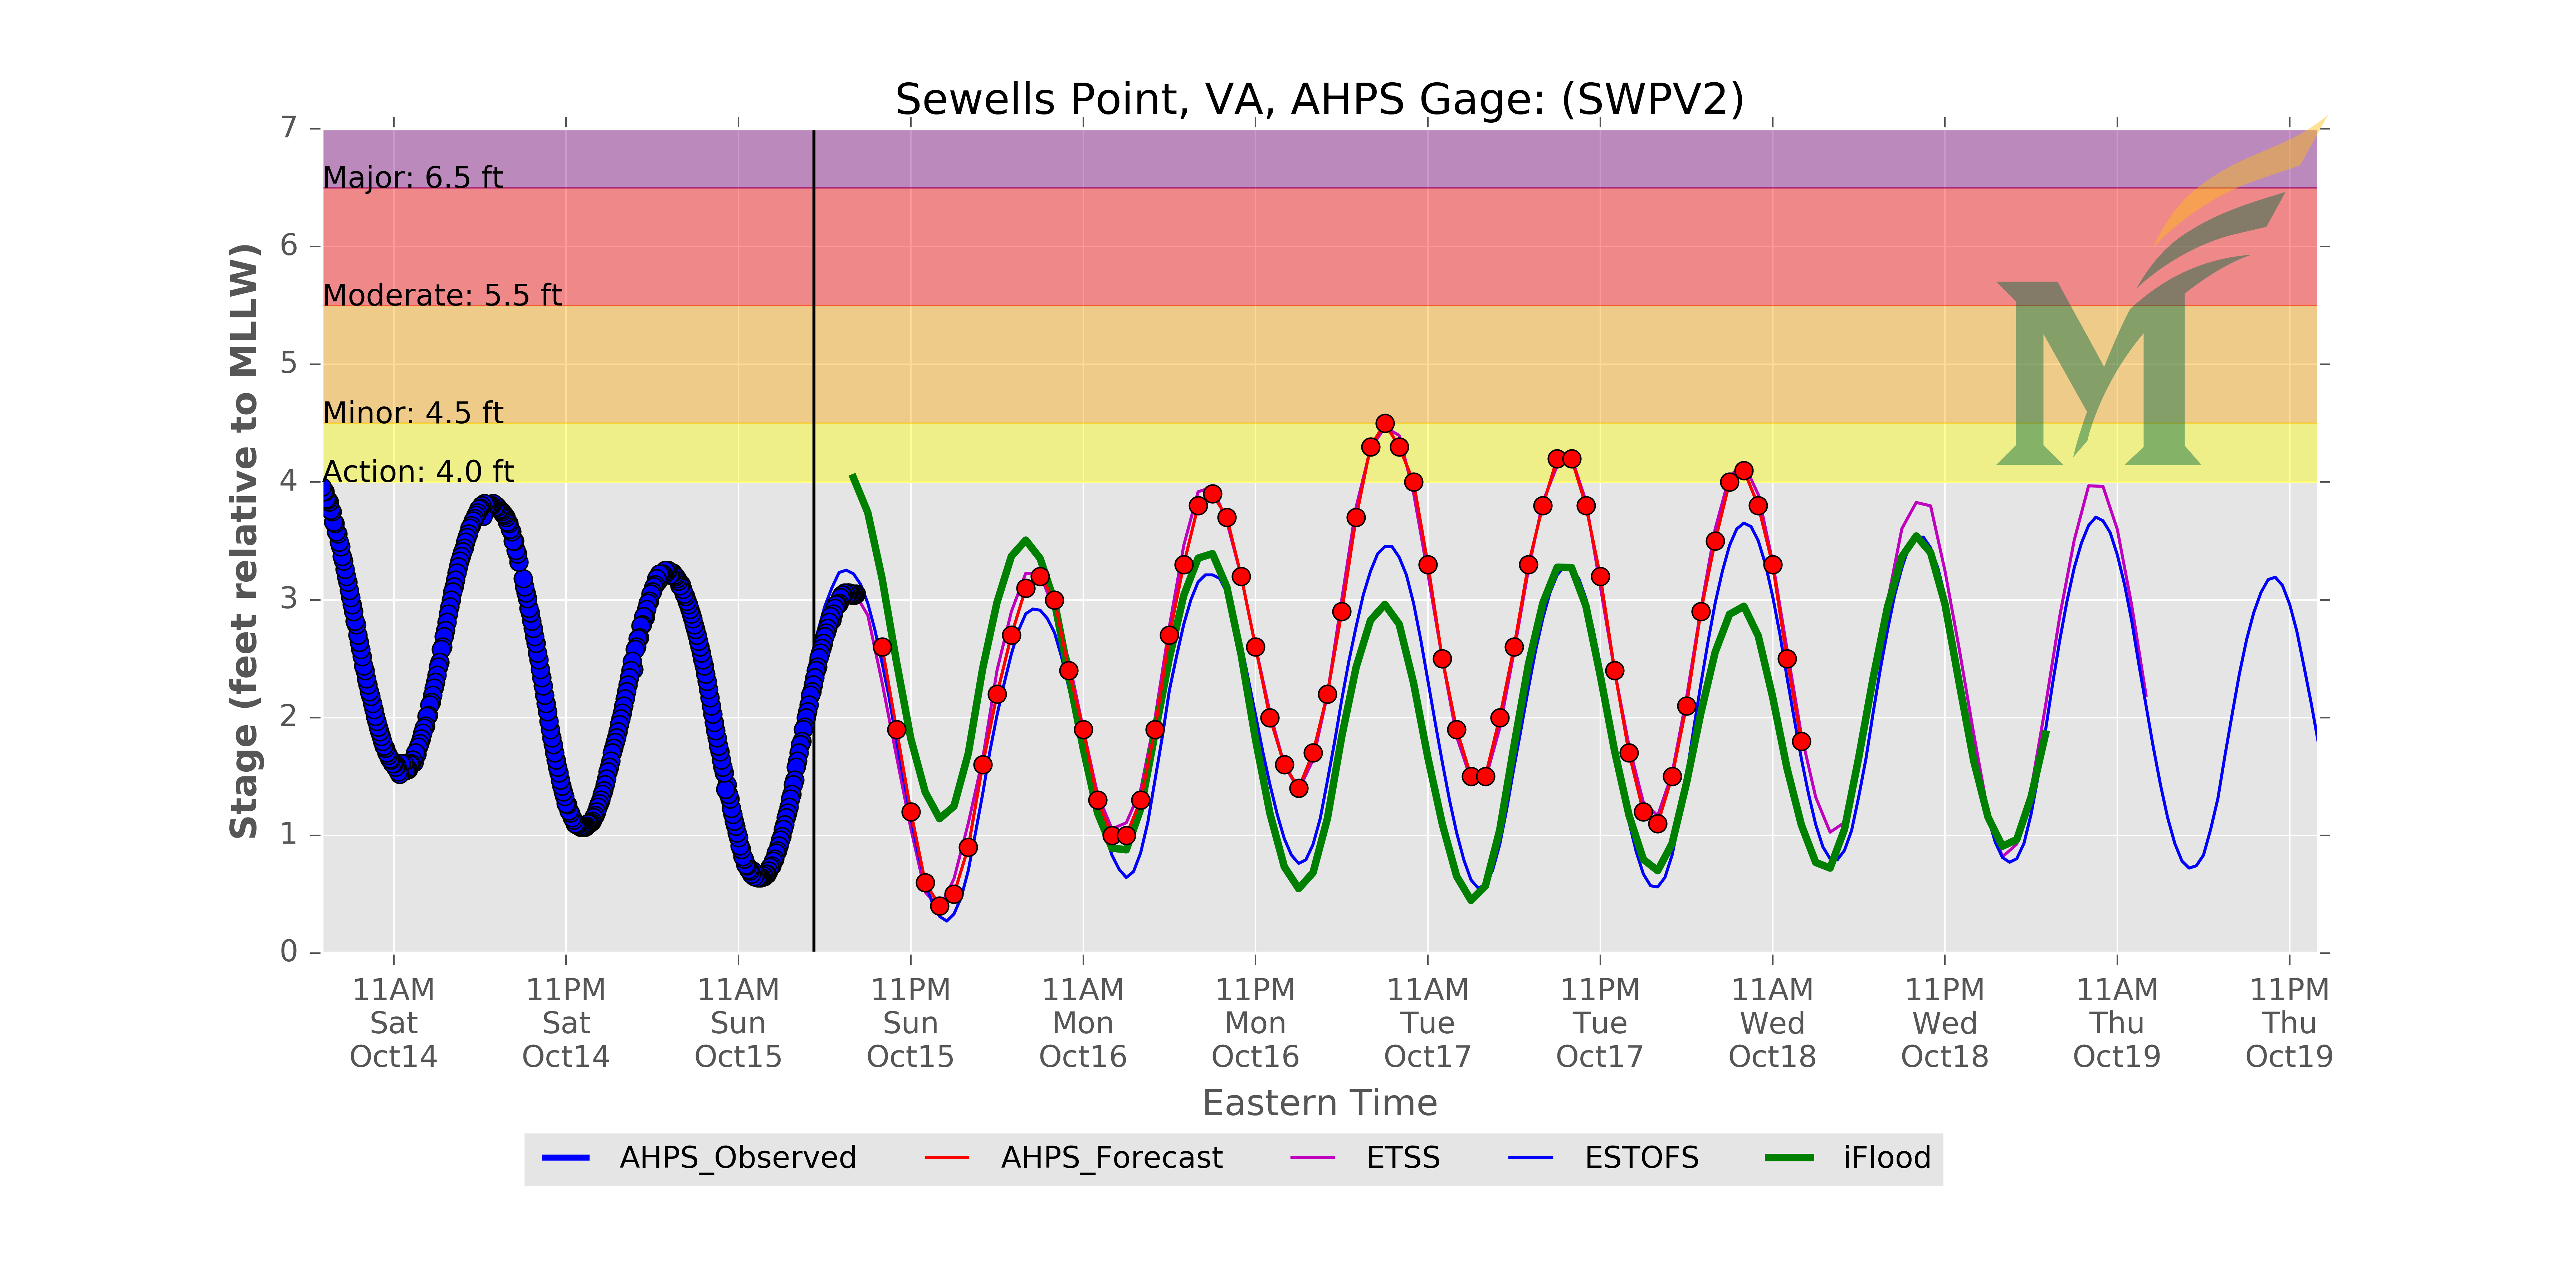 Sewells Point, VA, AHPS Gage: (SWPV2)
7
6
5
4
3
2
1
0
Stage (feet relative to MLLW)
Major: 6.5 ft
Moderate: 5.5 ft
Minor: 4.5 ft
Action: 4.0 ft
M
11AM Sat Oct14
11PM Sat Oct14
11AM Sun Oct15
11PM Sun Oct15
11AM Mon Oct16
11PM Mon Oct16
11AM Tue Oct17
11PM Tue Oct17
11AM Wed Oct18
11PM Wed Oct18
11AM Thu Oct19
11PM Thu Oct19
Eastern Time
AHPS_Observed AHPS_Forecast ETSS ESTOFS iFlood